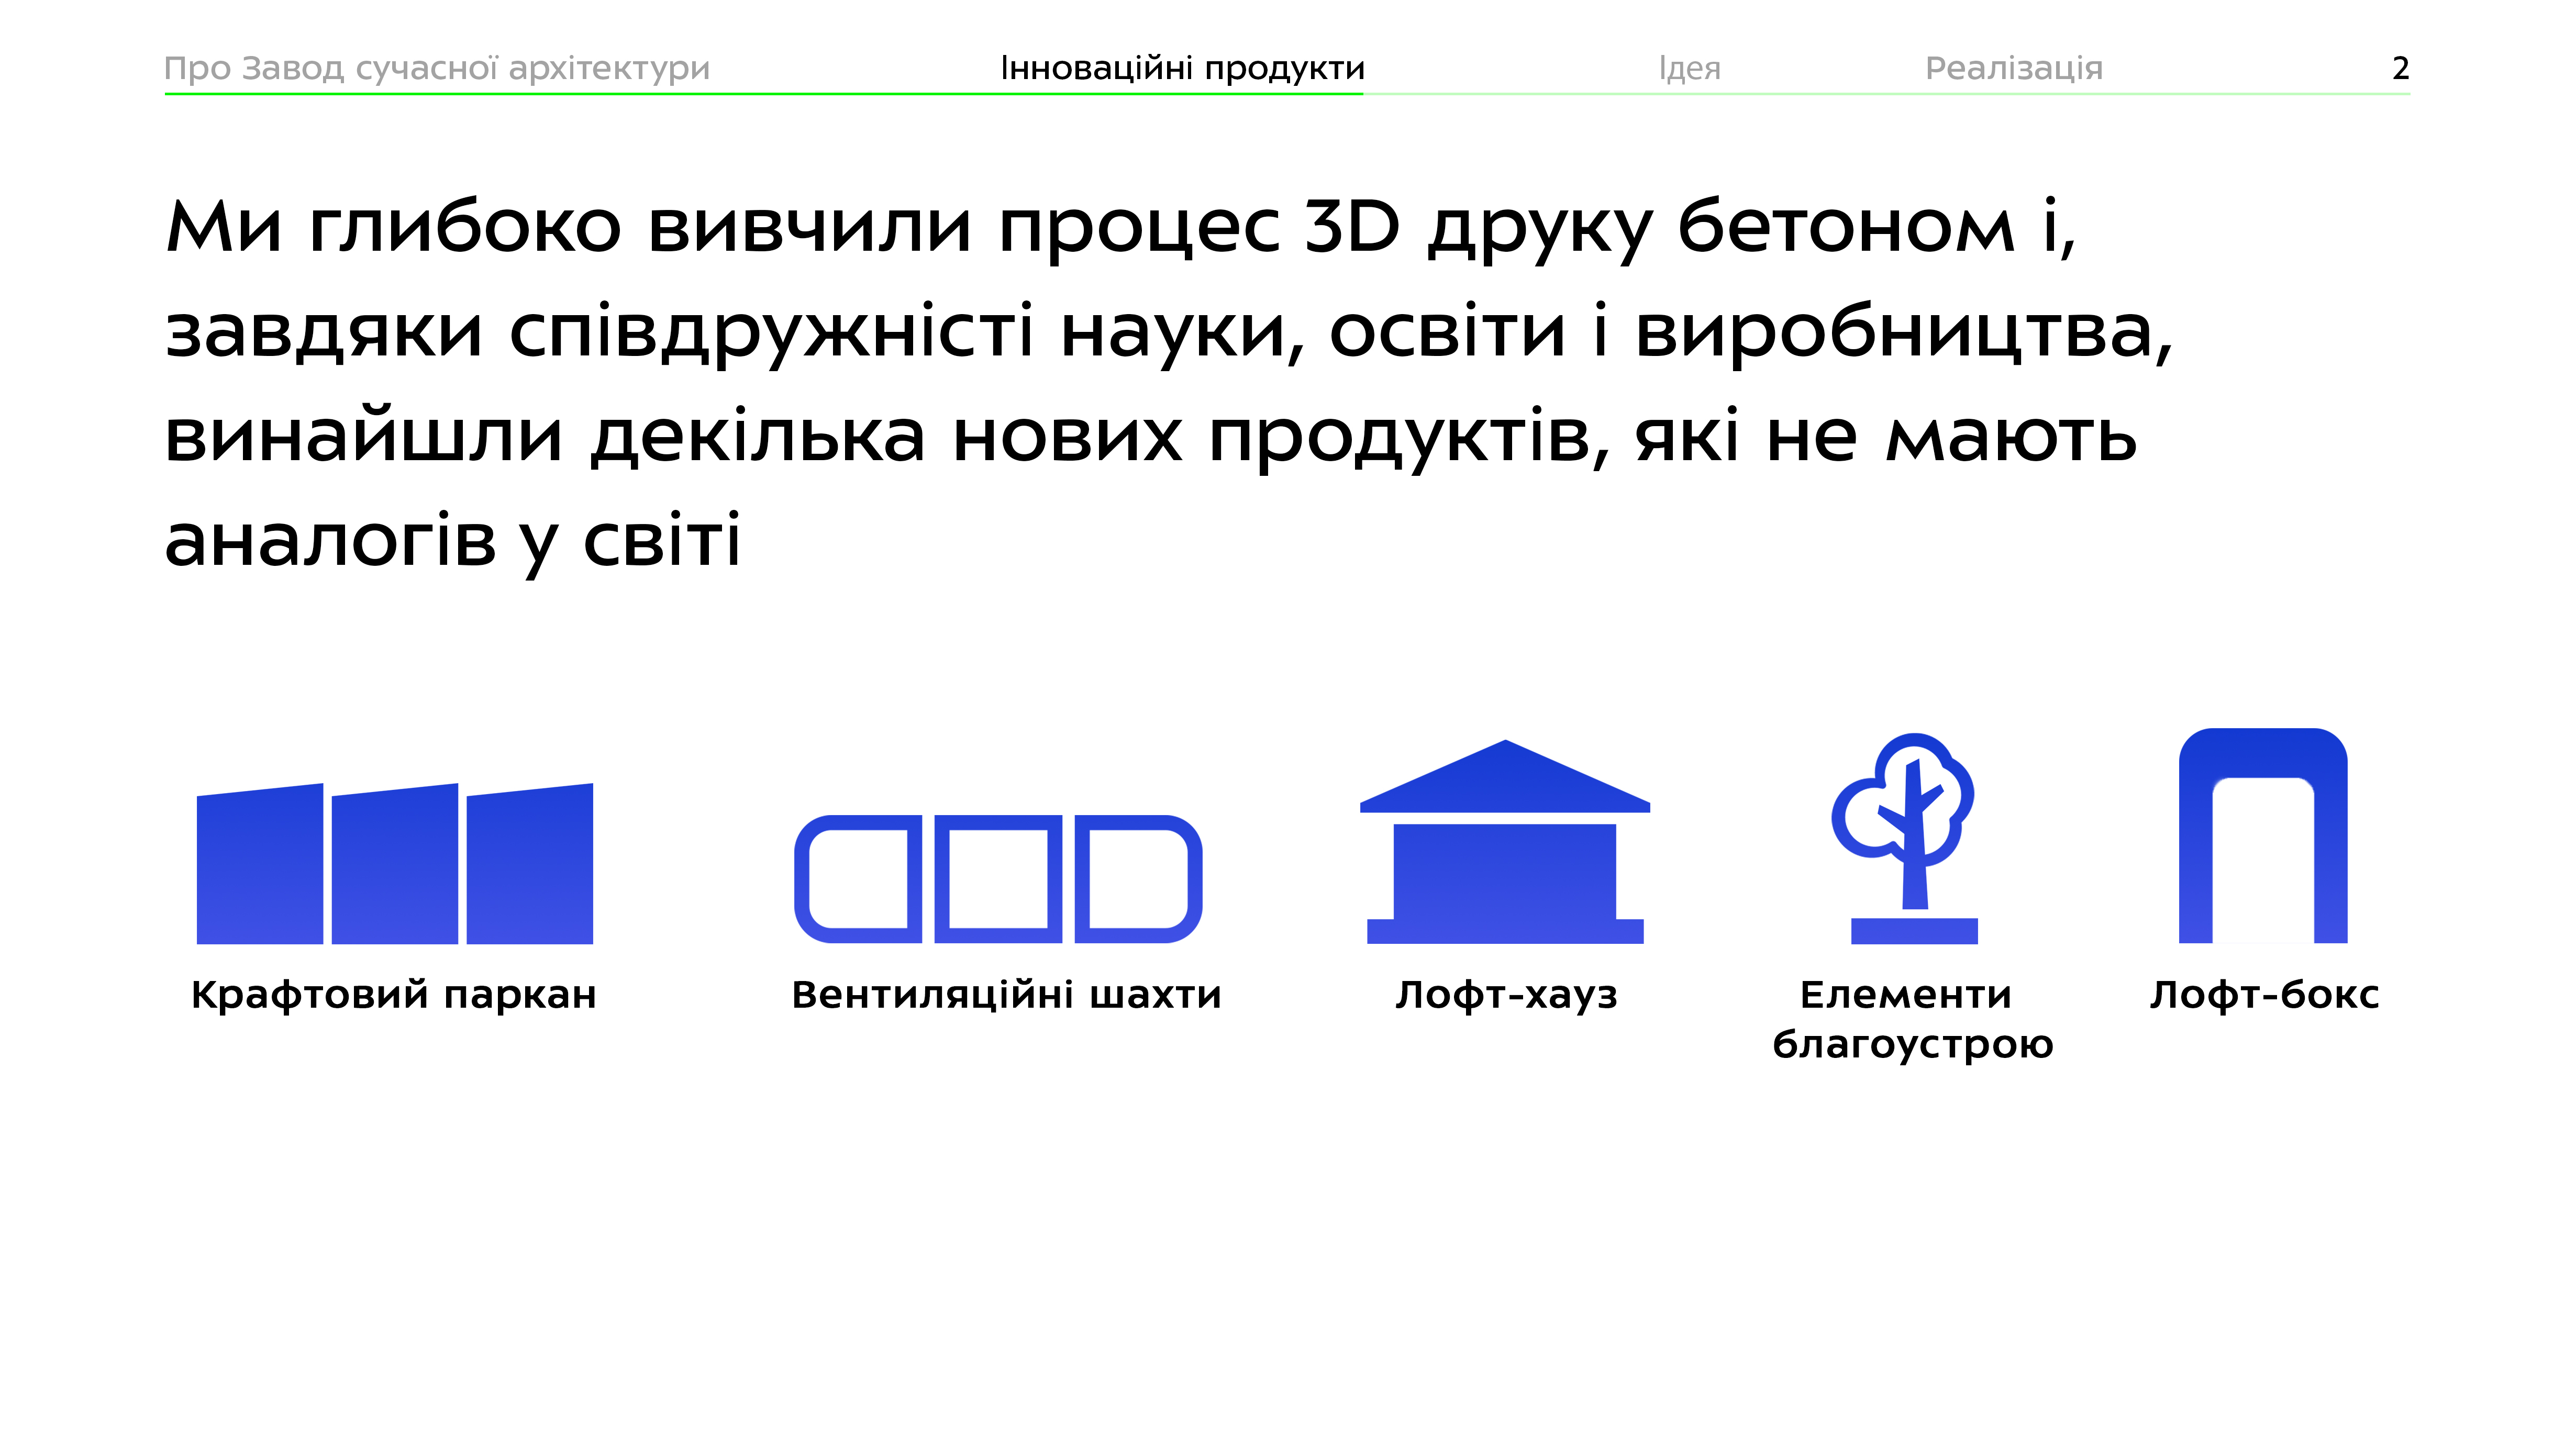 Про Завод сучасної архітектури
Інноваційні продукти
Ідея
Реалізація
2
Ми глибоко вивчили процес 3D друку бетоном і,
завдяки співдружністі науки, освіти і виробництва,
винайшли декілька нових продуктів, які не мають
аналогів у світі
Крафтовий паркан
Вентиляційні шахти
Лофт-хауз
Елементи
благоустрою
Лофт-бокс